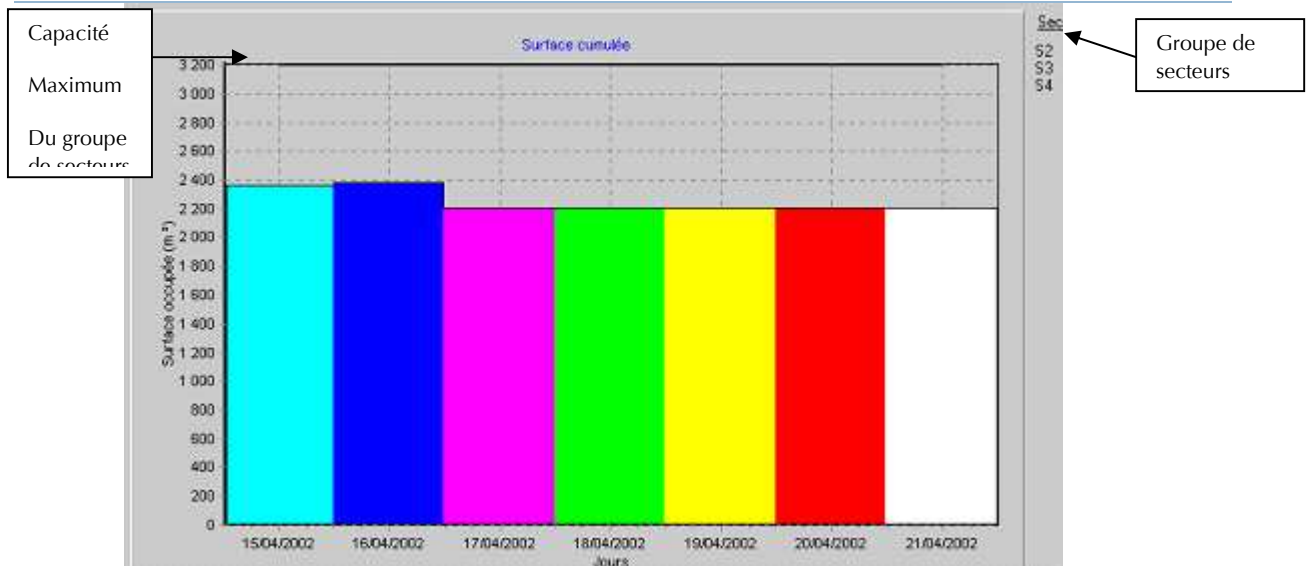 Capacité
Maximum
Du groupe
de secteurs
Surface cumulée
Sec
S2
S3
S4
Groupe de
secteurs
3 200
3 000
2 800
2 600
2 400
2 200
2 000
1 800
1 600
1 400
1 200
1 000
800
600
400
200
0
Surface occupée (m²)
15/04/2002 16/04/2002 17/04/2002 18/04/2002 19/04/2002 20/04/2002 21/04/2002
Jours